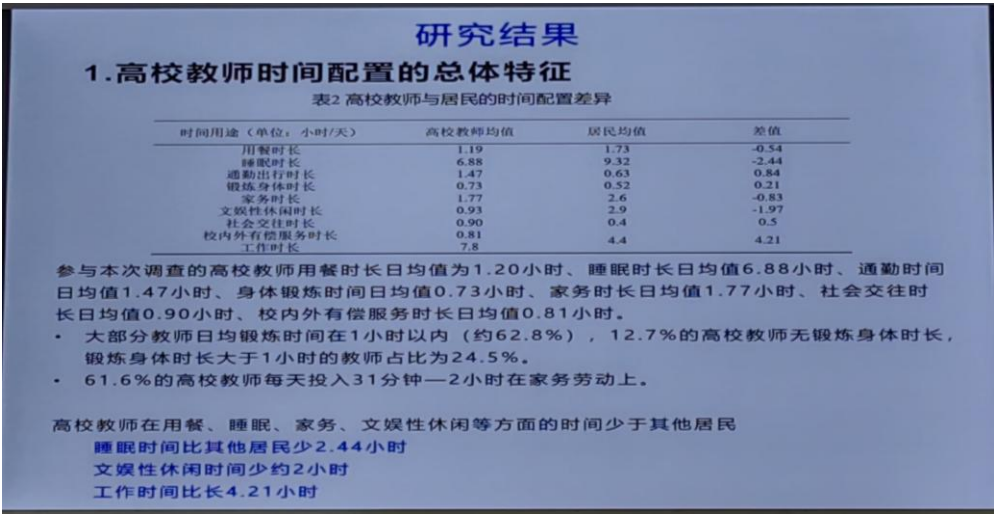 研究结果
1.高校教师时间配置的总体特征
表2 高校教师与居民的时间配置差异
时间用途（单位：小时/天） 高校教师均值 居民均值 差值
用餐时长 1.19 1.73 -0.54
睡眠时长 6.88 9.32 -2.44
通勤出行时长 1.47 0.63 0.84
锻炼身体时长 0.73 0.52 0.21
家务时长 1.77 2.6 -0.83
文娱性休闲时长 0.93 2.9 -1.97
社会交往时长 0.90 0.4 0.5
校内外有偿服务时长 0.81
工作时长 7.8 4.4 4.21
参与本次调查的高校教师用餐时长日均值为1.20小时、睡眠时长日均值6.88小时、通勤时间
日均值1.47小时、身体锻炼时间日均值0.73小时、家务时长日均值1.77小时、社会交往时
长日均值0.90小时、校内外有偿服务时长日均值0.81小时。
• 大部分教师日均锻炼时间在1小时以内（约62.8%），12.7%的高校教师无锻炼身体时长，
锻炼身体时长大于1小时的教师占比为24.5%。
• 61.6%的高校教师每天投入31分钟—2小时在家务劳动上。
高校教师在用餐、睡眠、家务、文娱性休闲等方面的时间少于其他居民
睡眠时间比其他居民少2.44小时
文娱性休闲时间少约2小时
工作时间比长4.21小时